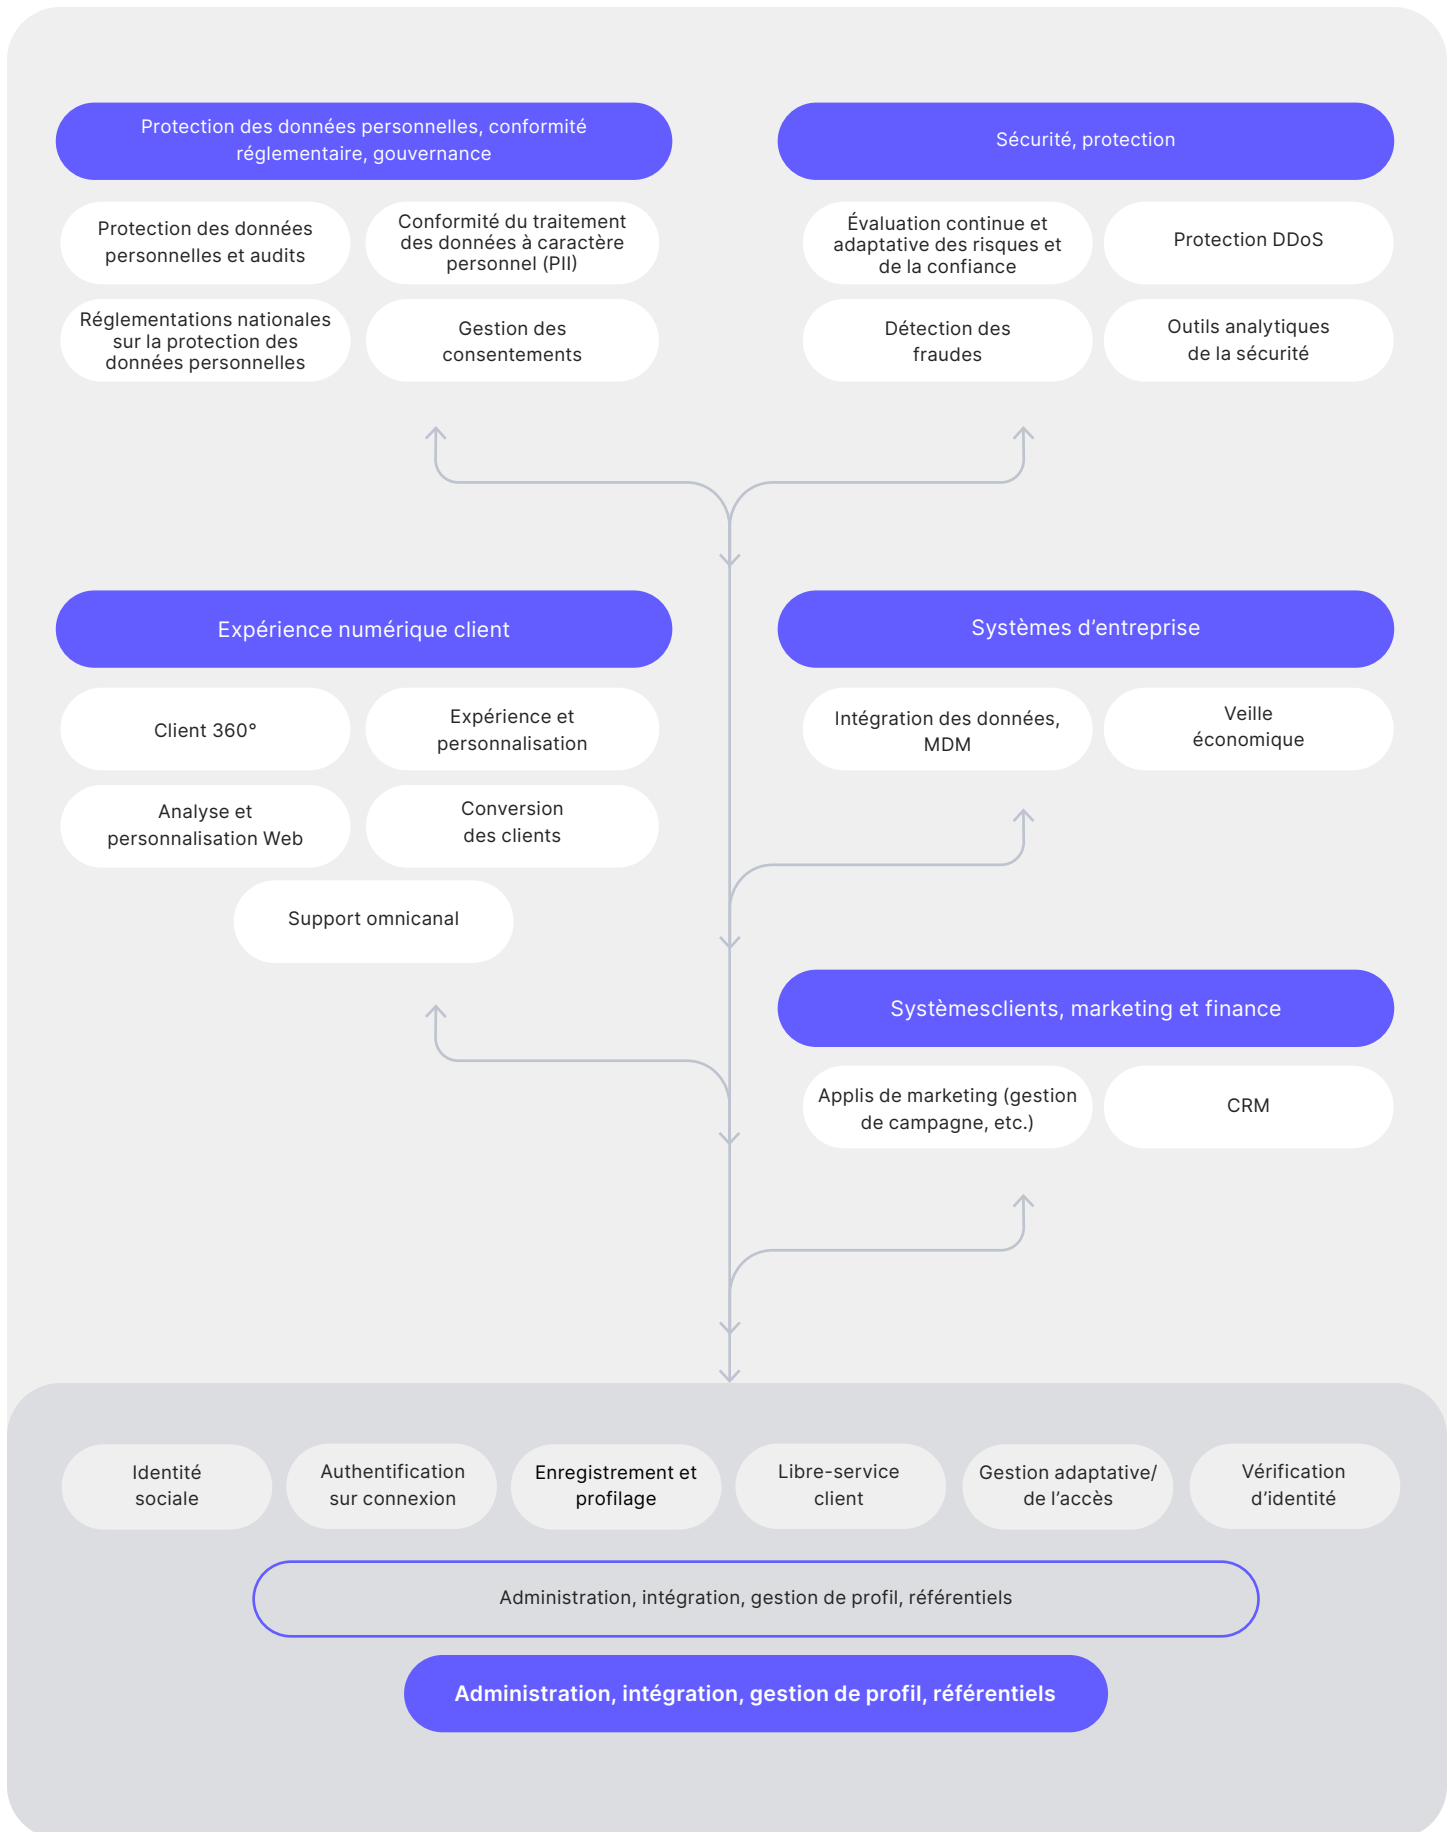 Protection des données personnelles, conformité
réglementaire, gouvernance
Protection des données
personnelles et audits
Conformité du traitement
des données à caractère
personnel (PII)
Réglementations nationales
sur la protection des
données personnelles
Gestion des
consentements
Sécurité, protection
Évaluation continue et
adaptative des risques et
de la confiance
Protection DDoS
Détection des
fraudes
Outils analytiques
de la sécurité
Expérience numérique client
Client 360°
Expérience et
personnalisation
Analyse et
personnalisation Web
Conversion
des clients
Support omnicanal
Systèmes d’entreprise
Intégration des données,
MDM
Veille
économique
Systèmesclients, marketing et finance
Applis de marketing (gestion
de campagne, etc.)
CRM
Identité
sociale
Authentification
sur connexion
Enregistrement et
profilage
Libre-service
client
Gestion adaptative/
de l’accès
Vérification
d’identité
Administration, intégration, gestion de profil, référentiels
Administration, intégration, gestion de profil, référentiels